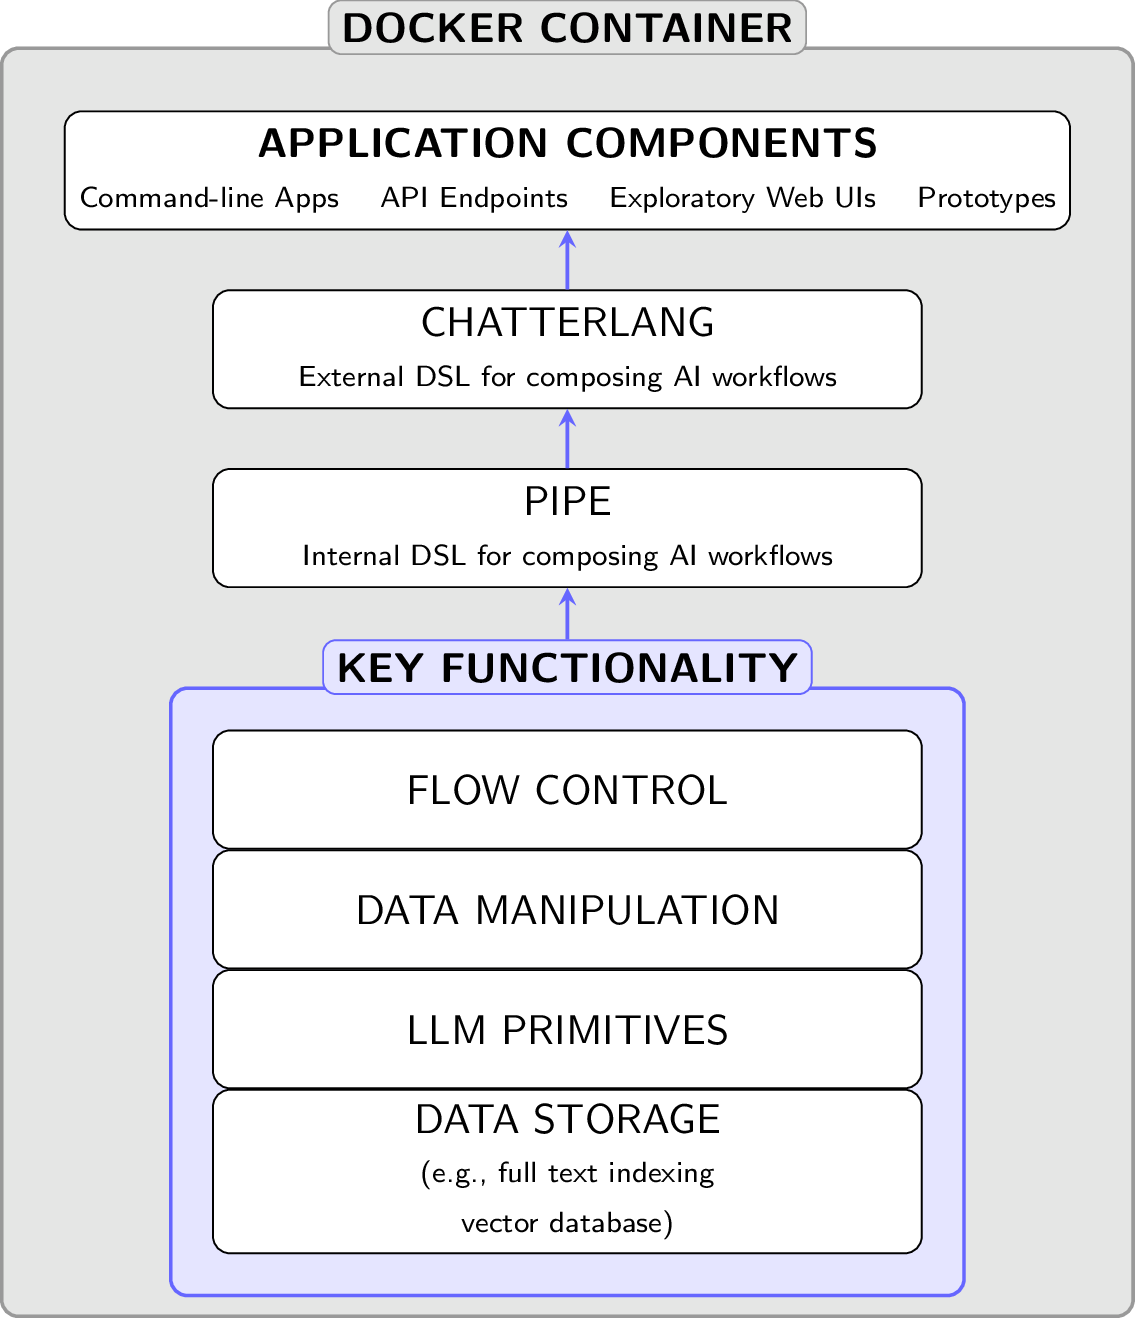 DOCKER CONTAINER
APPLICATION COMPONENTS
Command-line Apps API Endpoints Exploratory Web UIs Prototypes
CHATTERLANG
External DSL for composing AI workflows
PIPE
Internal DSL for composing AI workflows
KEY FUNCTIONALITY
FLOW CONTROL
DATA MANIPULATION
LLM PRIMITIVES
DATA STORAGE
(e.g., full text indexing
vector database)